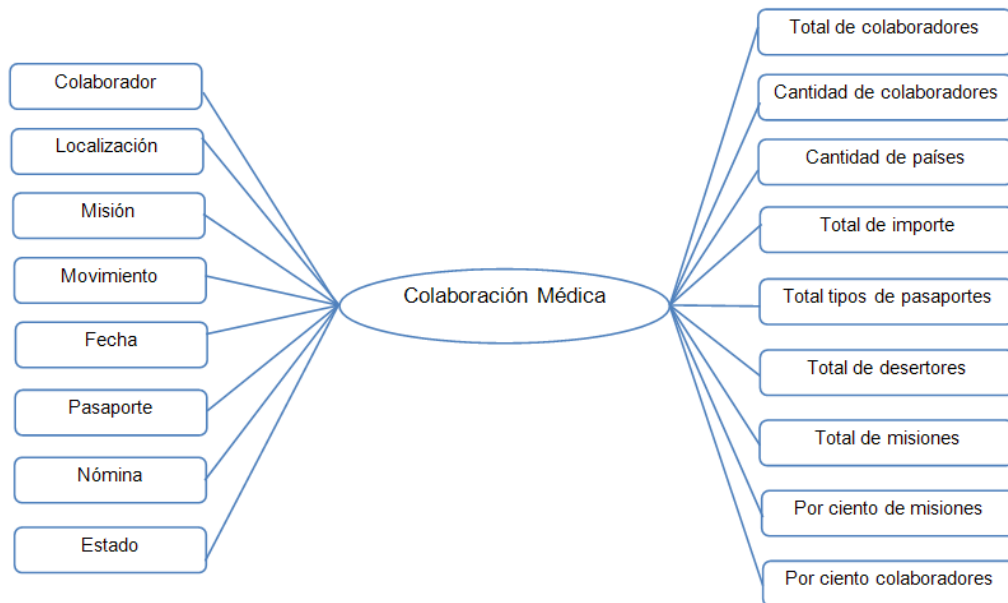 Colaborador
Localización
Misión
Movimiento
Fecha
Pasaporte
Nómina
Estado
Colaboración Médica
Total de colaboradores
Cantidad de colaboradores
Cantidad de países
Total de importe
Total tipos de pasaportes
Total de desertores
Total de misiones
Por ciento de misiones
Por ciento colaboradores